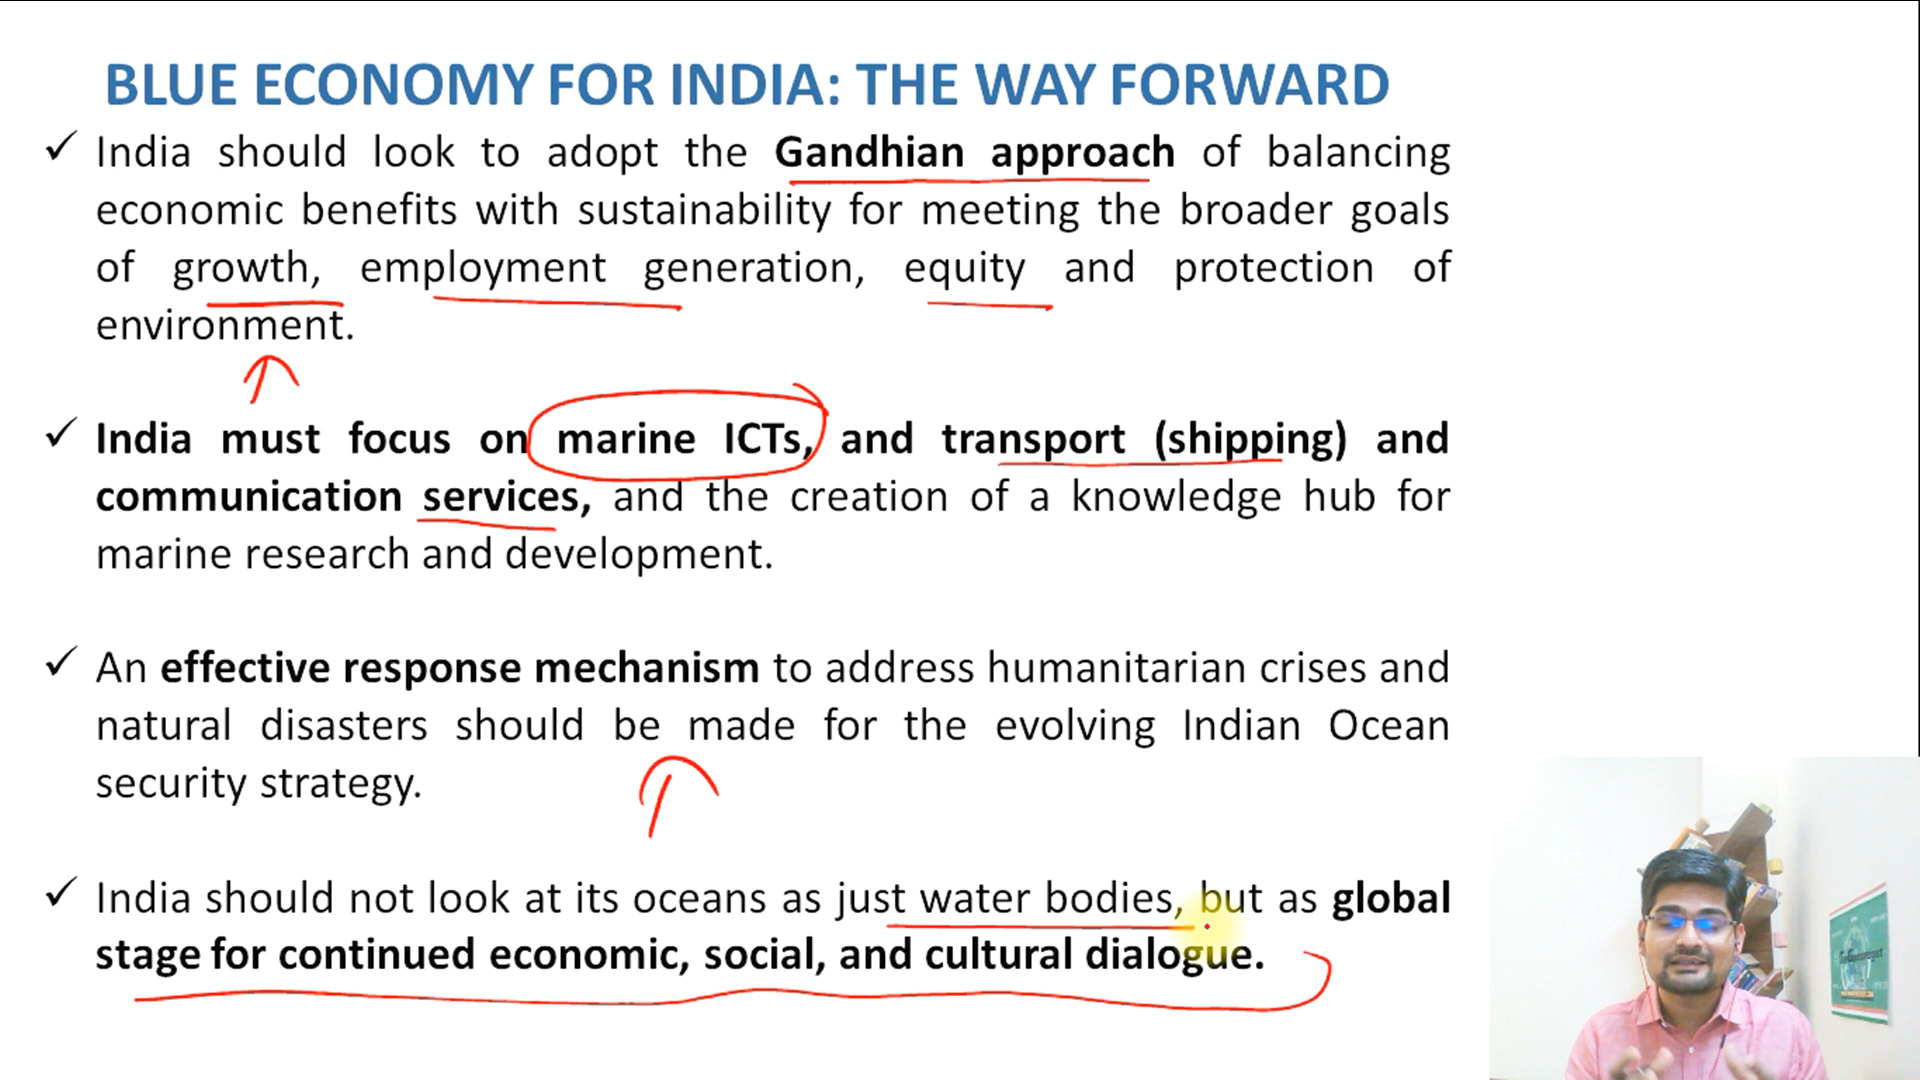 BLUE ECONOMY FOR INDIA: THE WAY FORWARD
✓ India should look to adopt the Gandhian approach of balancing
economic benefits with sustainability for meeting the broader goals
of growth, employment generation, equity and protection of
environment.
✓ India must focus on marine ICTs, and transport (shipping) and
communication services, and the creation of a knowledge hub for
marine research and development.
✓ An effective response mechanism to address humanitarian crises and
natural disasters should be made for the evolving Indian Ocean
security strategy.
✓ India should not look at its oceans as just water bodies, but as global
stage for continued economic, social, and cultural dialogue.